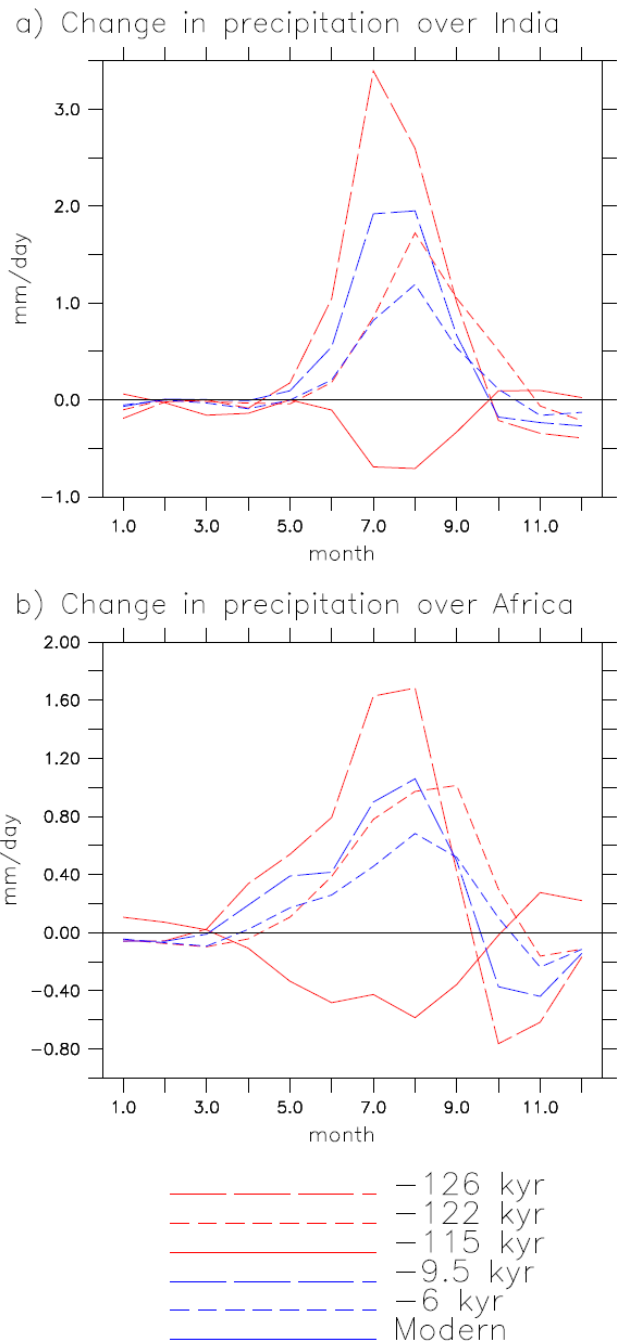 a) Change in precipitation over India
3.0
2.0
1.0
0.0
−1.0
mm/day
1.0 3.0 5.0 7.0 9.0 11.0
month
b) Change in precipitation over Africa
2.00
1.60
1.20
0.80
0.40
0.00
−0.40
−0.80
mm/day
1.0 3.0 5.0 7.0 9.0 11.0
month
−126 kyr
−122 kyr
−115 kyr
−9.5 kyr
−6 kyr
Modern